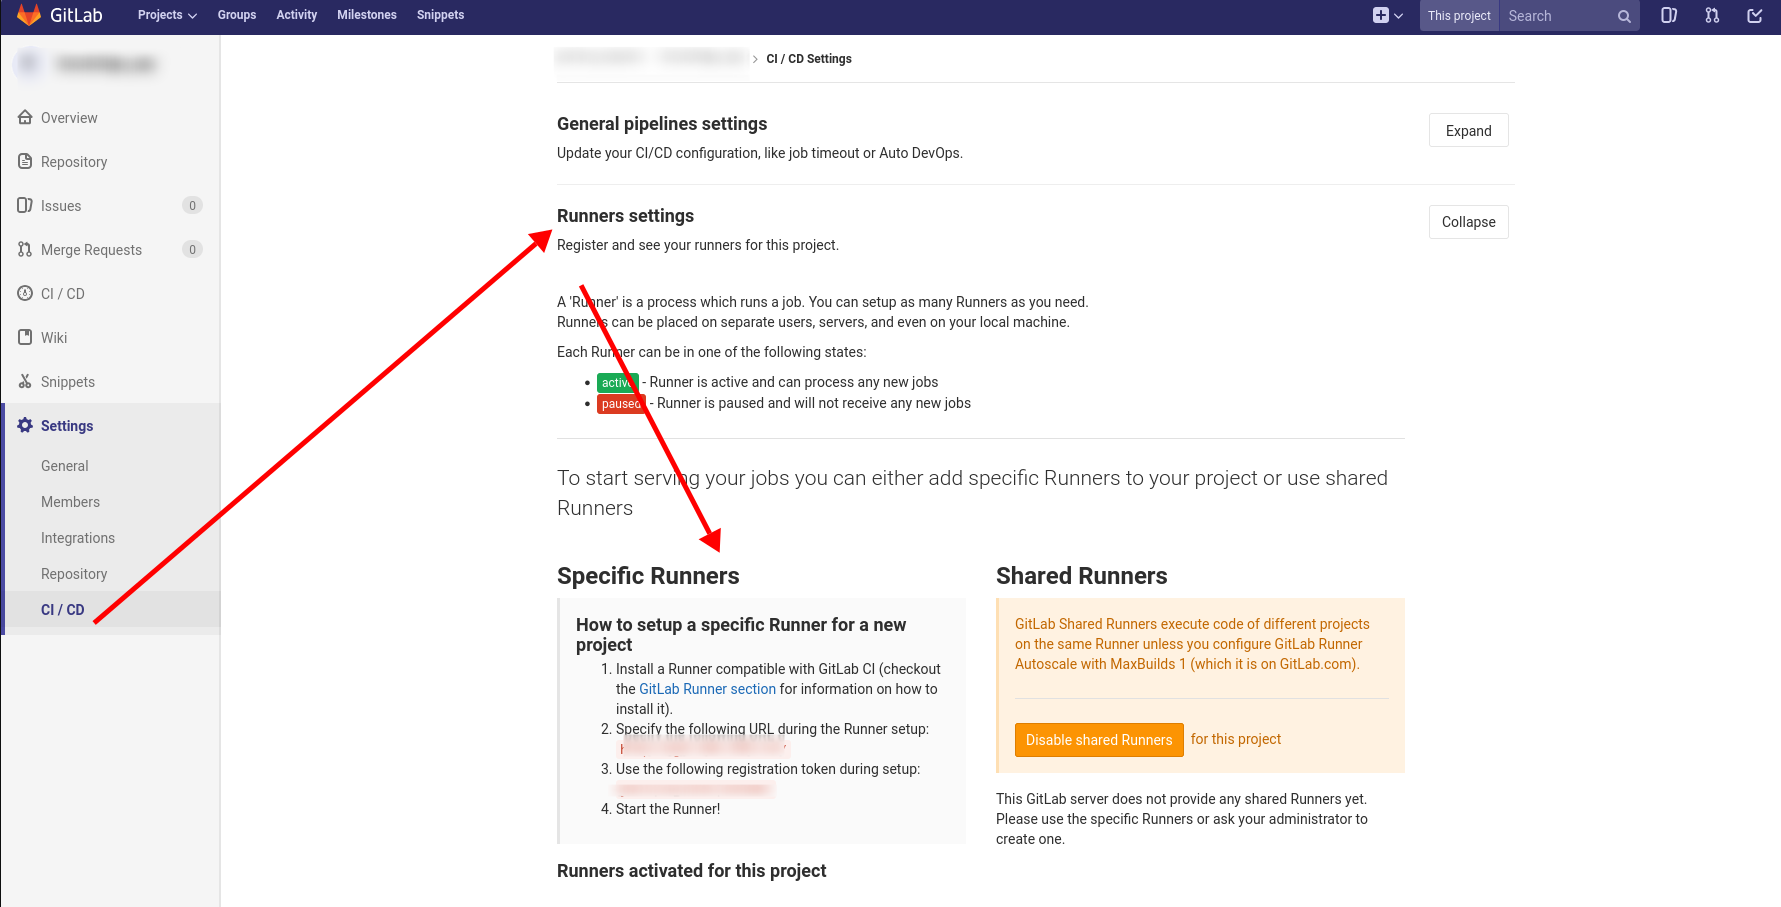 GitLab
Projects
Groups
Activity
Milestones
Snippets
This project
Search
Overview
Repository
Issues
0
Merge Requests
0
CI / CD
Wiki
Snippets
Settings
General
Members
Integrations
Repository
CI / CD
CI / CD Settings
General pipelines settings
Expand
Update your CI/CD configuration, like job timeout or Auto DevOps.
Runners settings
Collapse
Register and see your runners for this project.
A 'Runner' is a process which runs a job. You can setup as many Runners as you need.
Runners can be placed on separate users, servers, and even on your local machine.
Each Runner can be in one of the following states:
• active - Runner is active and can process any new jobs
• paused - Runner is paused and will not receive any new jobs
To start serving your jobs you can either add specific Runners to your project or use shared
Runners
Specific Runners
How to setup a specific Runner for a new
project
1. Install a Runner compatible with GitLab CI (checkout
the GitLab Runner section for information on how to
install it).
2. Specify the following URL during the Runner setup:
3. Use the following registration token during setup:
4. Start the Runner!
Runners activated for this project
Shared Runners
GitLab Shared Runners execute code of different projects
on the same Runner unless you configure GitLab Runner
Autoscale with MaxBuilds 1 (which it is on GitLab.com).
Disable shared Runners for this project
This GitLab server does not provide any shared Runners yet.
Please use the specific Runners or ask your administrator to
create one.